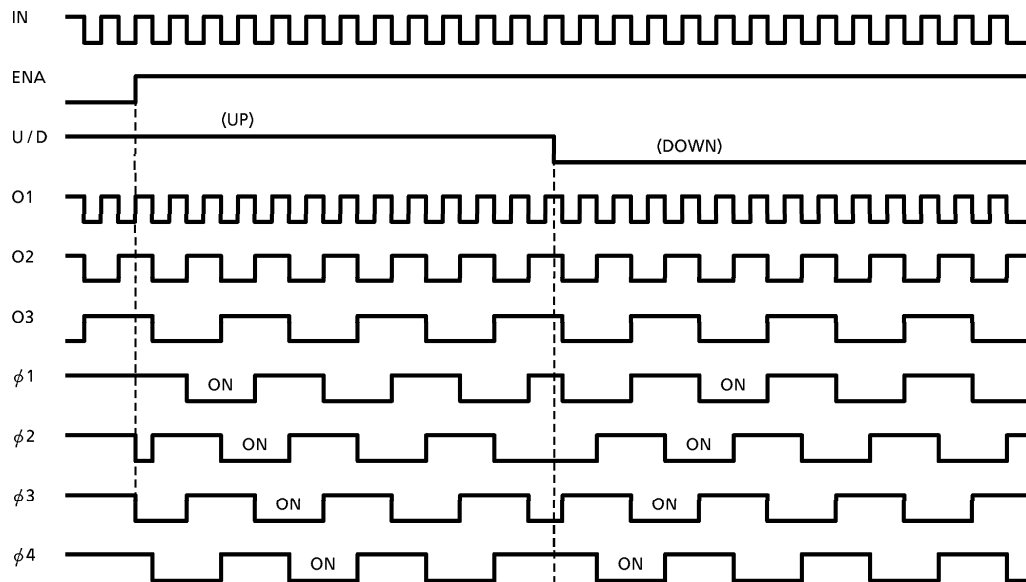 IN
ENA
U/D (UP) (DOWN)
O1
O2
O3
ϕ1 ON ON
ϕ2 ON ON
ϕ3 ON ON
ϕ4 ON ON